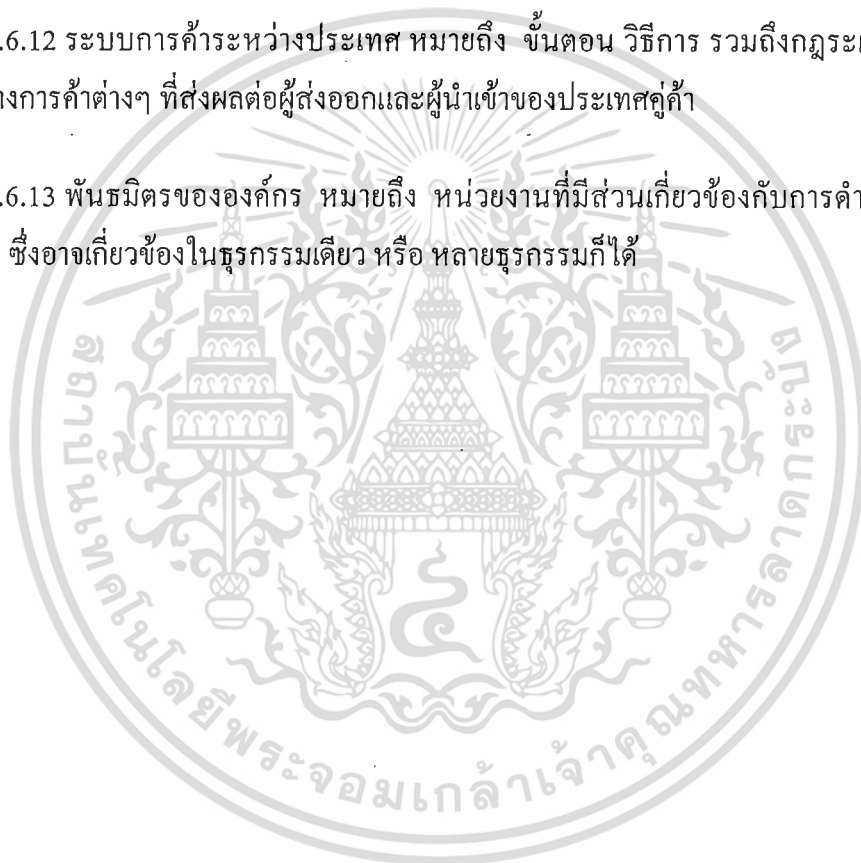 .6.12 ระบบการค้าระหว่างประเทศ หมายถึง ขั้นตอน วิธีการ รวมถึงกฎระ
างการค้าต่างๆ ที่ส่งผลต่อผู้ส่งออกและผู้นำเข้าของประเทศคู่ค้า
.6.13 พันธมิตรขององค์กร หมายถึง หน่วยงานที่มีส่วนเกี่ยวข้องกับการดำ
ซึ่งอาจเกี่ยวข้องในธุรกรรมเดียว หรือ หลายธุรกรรมก็ได้
สถาบันเทคโนโลยีพระจอมเกล้าเจ้าคุณทหารลาดกระบัง